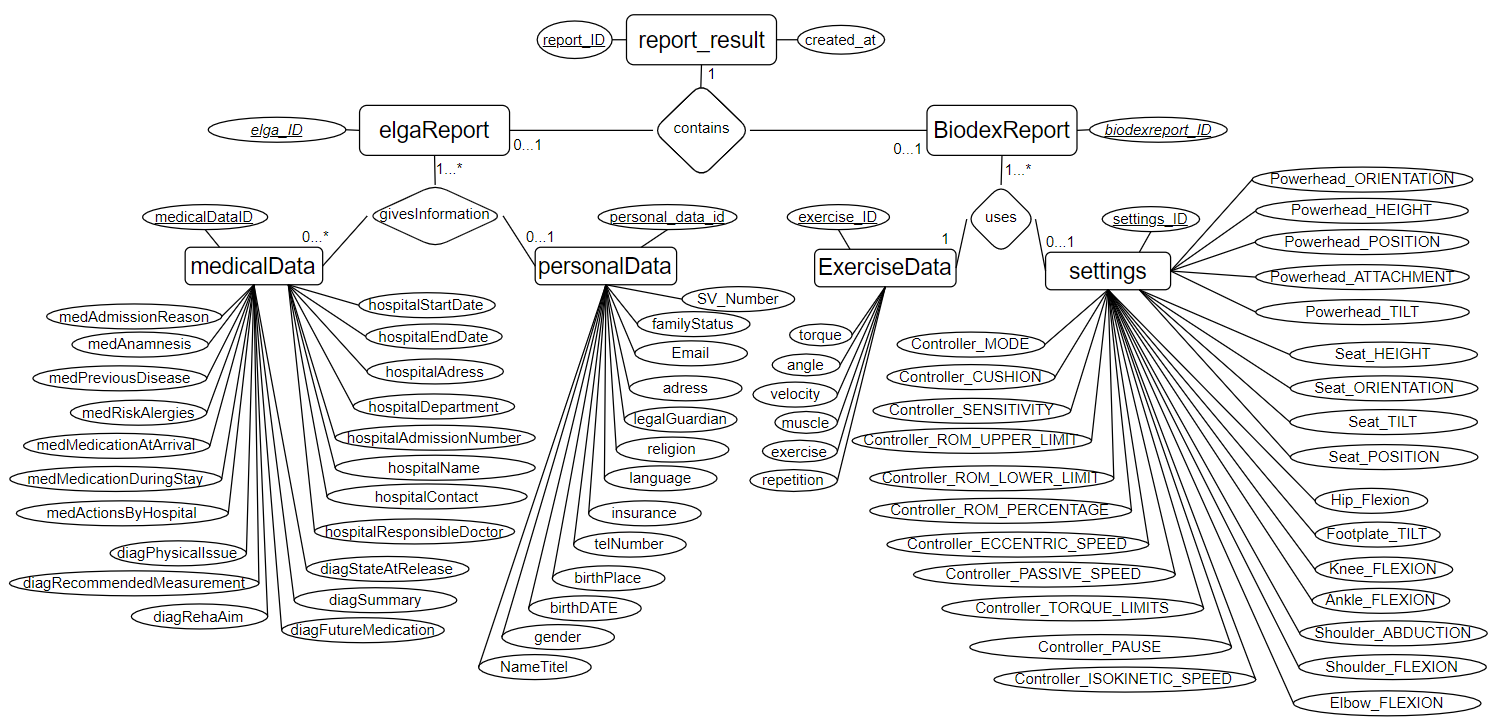 report_ID
report_result
created_at
1
elga_ID
elgaReport
contains
BiodexReport
biodexreport_ID
0...1
0...1
1...*
1...*
medicalDataID
givesInformation
personal_data_id
exercise_ID
uses
settings_ID
0...*
0...1
1
0...1
medicalData
personalData
ExerciseData
settings
medAdmissionReason
medAnamnesis
medPreviousDisease
medRiskAlergies
medMedicationAtArrival
medMedicationDuringStay
medActionsByHospital
diagPhysicalIssue
diagRecommendedMeasurement
diagRehaAim
hospitalStartDate
hospitalEndDate
hospitalAdress
hospitalDepartment
hospitalAdmissionNumber
hospitalName
hospitalContact
hospitalResponsibleDoctor
diagStateAtRelease
diagSummary
diagFutureMedication
SV_Number
familyStatus
Email
adress
legalGuardian
religion
language
insurance
telNumber
birthPlace
birthDATE
gender
NameTitel
torque
angle
velocity
muscle
exercise
repetition
Controller_MODE
Controller_CUSHION
Controller_SENSITIVITY
Controller_ROM_UPPER_LIMIT
Controller_ROM_LOWER_LIMIT
Controller_ROM_PERCENTAGE
Controller_ECCENTRIC_SPEED
Controller_PASSIVE_SPEED
Controller_TORQUE_LIMITS
Controller_PAUSE
Controller_ISOKINETIC_SPEED
Powerhead_ORIENTATION
Powerhead_HEIGHT
Powerhead_POSITION
Powerhead_ATTACHMENT
Powerhead_TILT
Seat_HEIGHT
Seat_ORIENTATION
Seat_TILT
Seat_POSITION
Hip_Flexion
Footplate_TILT
Knee_FLEXION
Ankle_FLEXION
Shoulder_ABDUCTION
Shoulder_FLEXION
Elbow_FLEXION